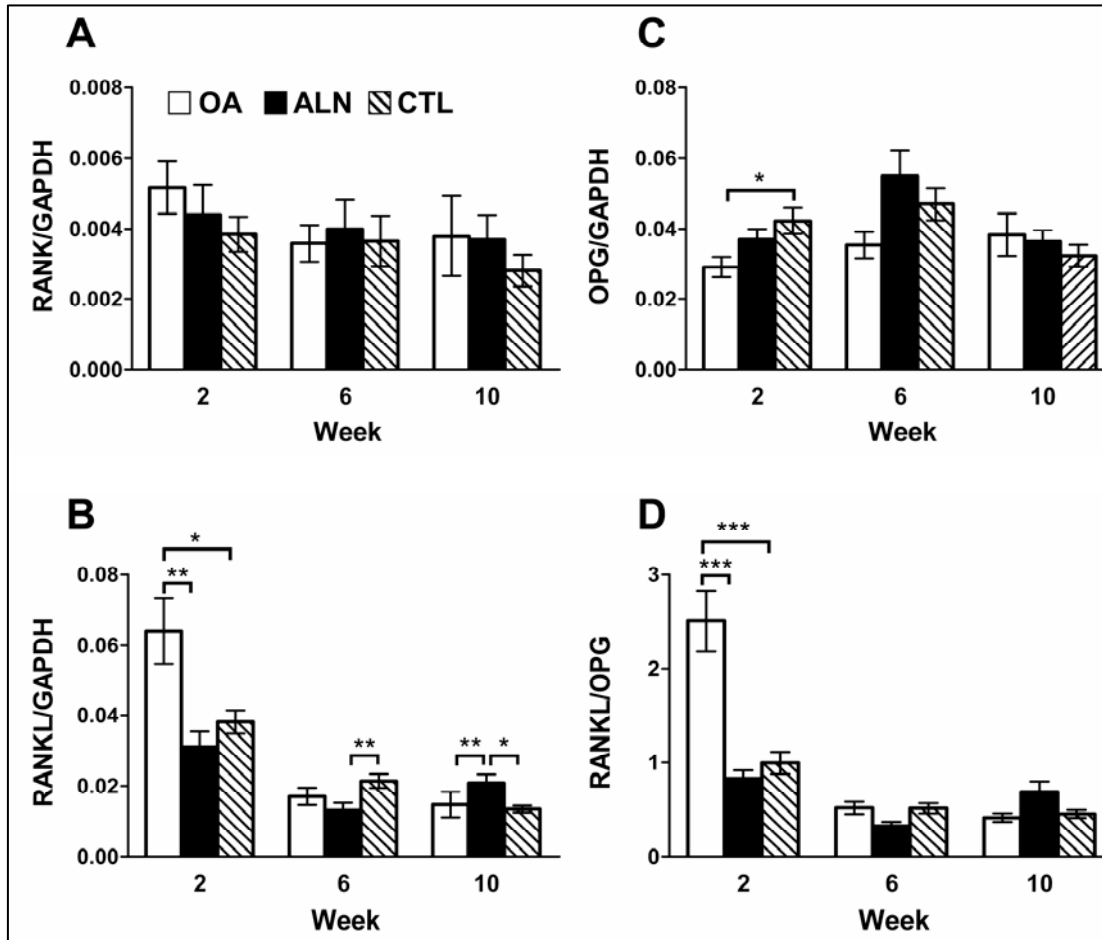 A
RANK/GAPDH
0.008
0.006
0.004
0.002
0.000
OA ALN CTL
2 6 10
Week
C
OPG/GAPDH
0.08
0.06
0.04
0.02
0.00
*
2 6 10
Week
B
RANKL/GAPDH
0.08
0.06
0.04
0.02
0.00
*
**
** ** *
2 6 10
Week
D
RANKL/OPG
3
2
1
0
***
***
2 6 10
Week